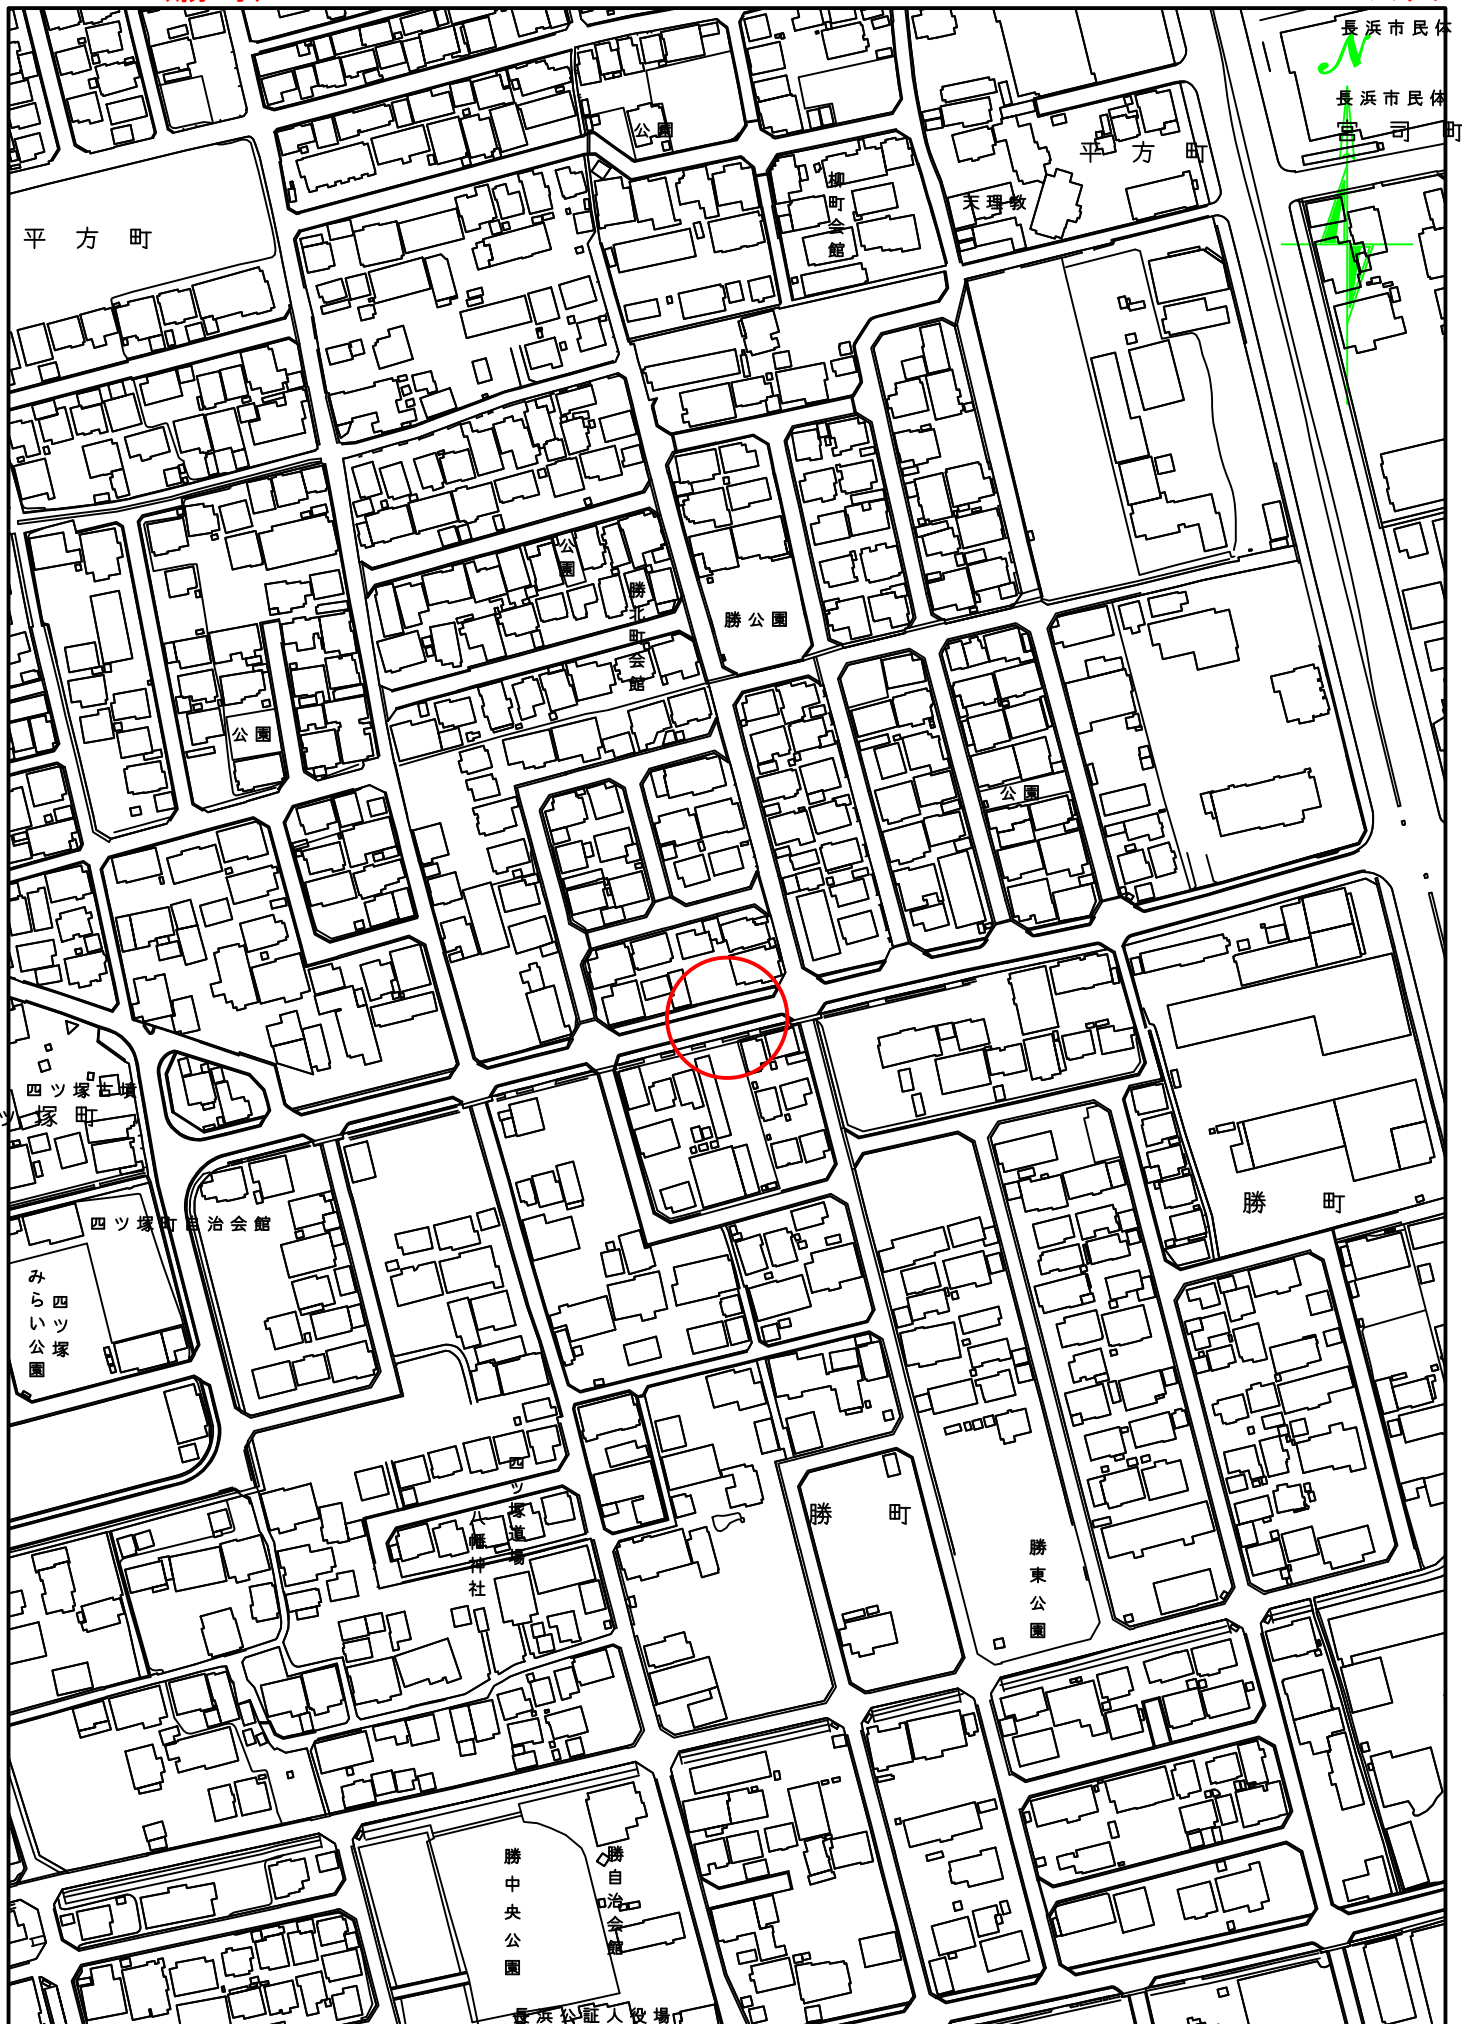 長浜市民体
N
長浜市民体
宮司町
公園
平方町
柳町会館
天理教
平方町
公園
勝北町会館
勝公園
公園
公園
四ツ塚古墳
ツ塚町
勝町
四ツ塚町自治会館
みらい公園
四ツ塚
四ツ塚道場
八幡神社
勝町
勝東公園
勝中央公園
勝自治会館
長浜公証人役場